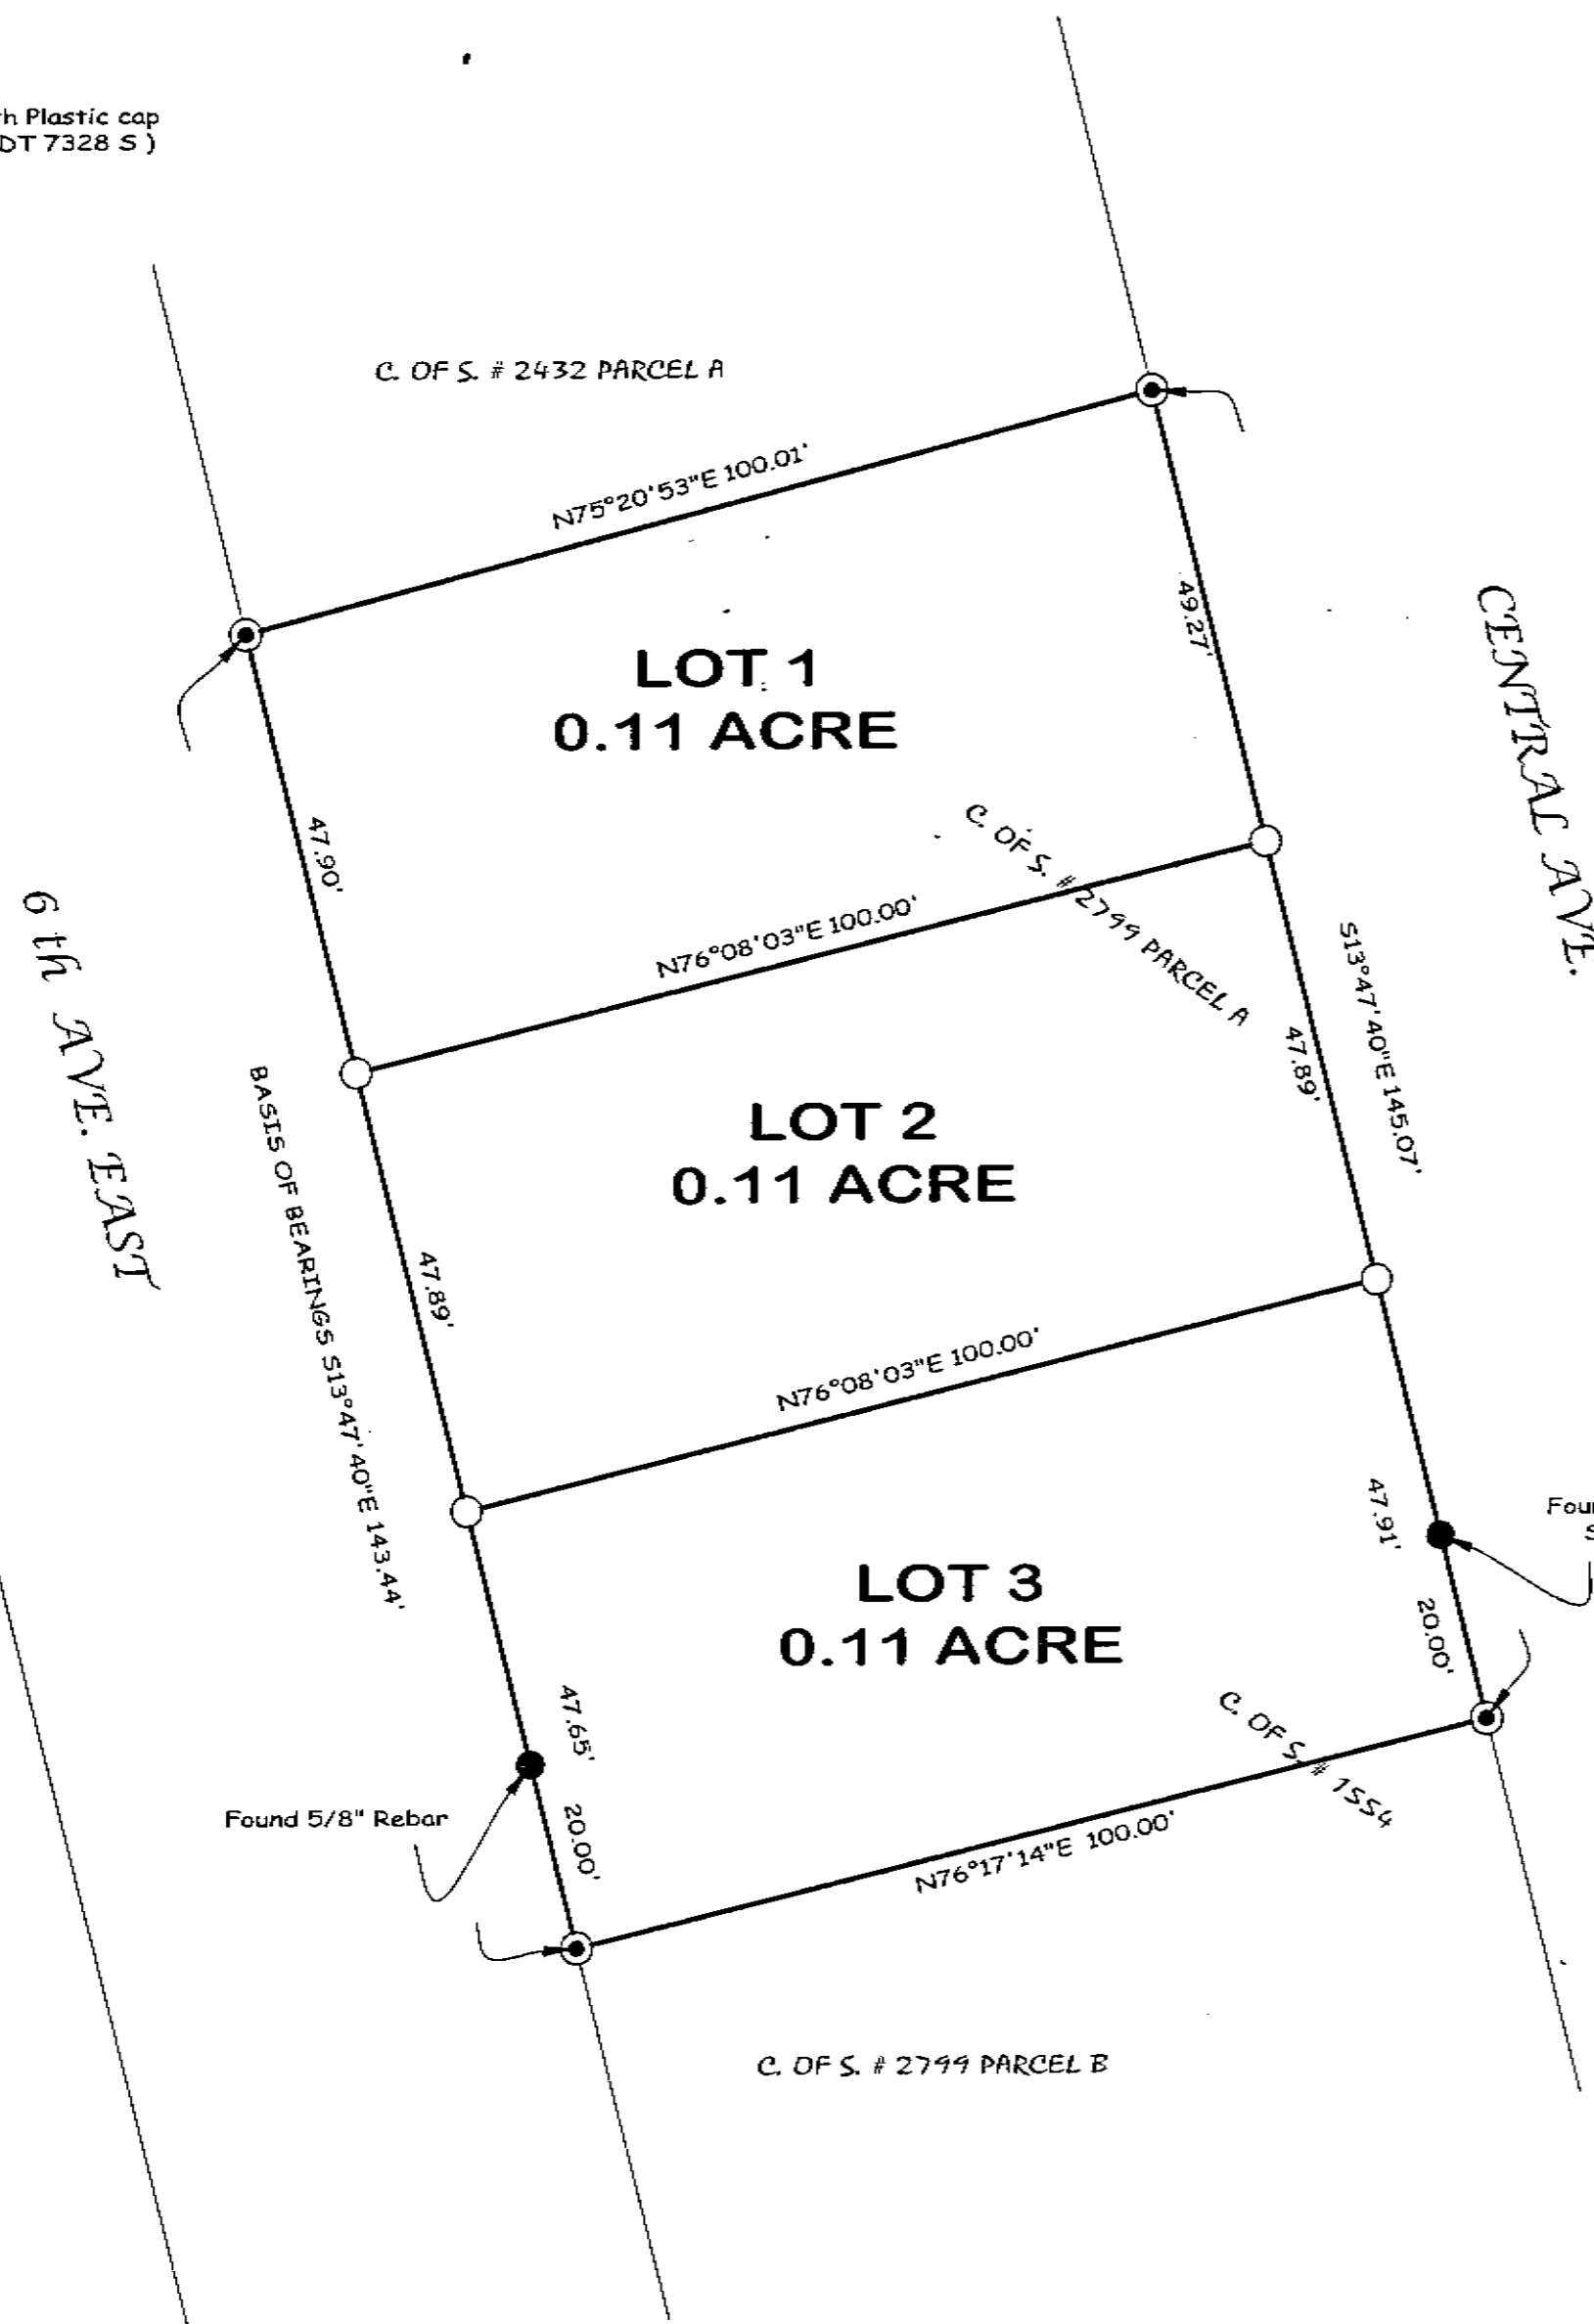 h Plastic cap
DT 7328 S )
C. OF S. # 2432 PARCEL A
N75°20'53"E 100.01'
49.27'
LOT 1
0.11 ACRE
CENTRAL AVE.
47.90'
C. OF S. # 2799 PARCEL A
N76°08'03"E 100.00'
6 th AVE. EAST
S13°47'40"E 145.07'
47.89'
BASIS OF BEARINGS S13°47'40"E 143.44'
LOT 2
0.11 ACRE
47.89'
N76°08'03"E 100.00'
47.91'
Foun
LOT 3
0.11 ACRE
20.00'
47.65'
C. OF S. # 1554
Found 5/8" Rebar
20.00'
N76°17'14"E 100.00'
C. OF S. # 2799 PARCEL B